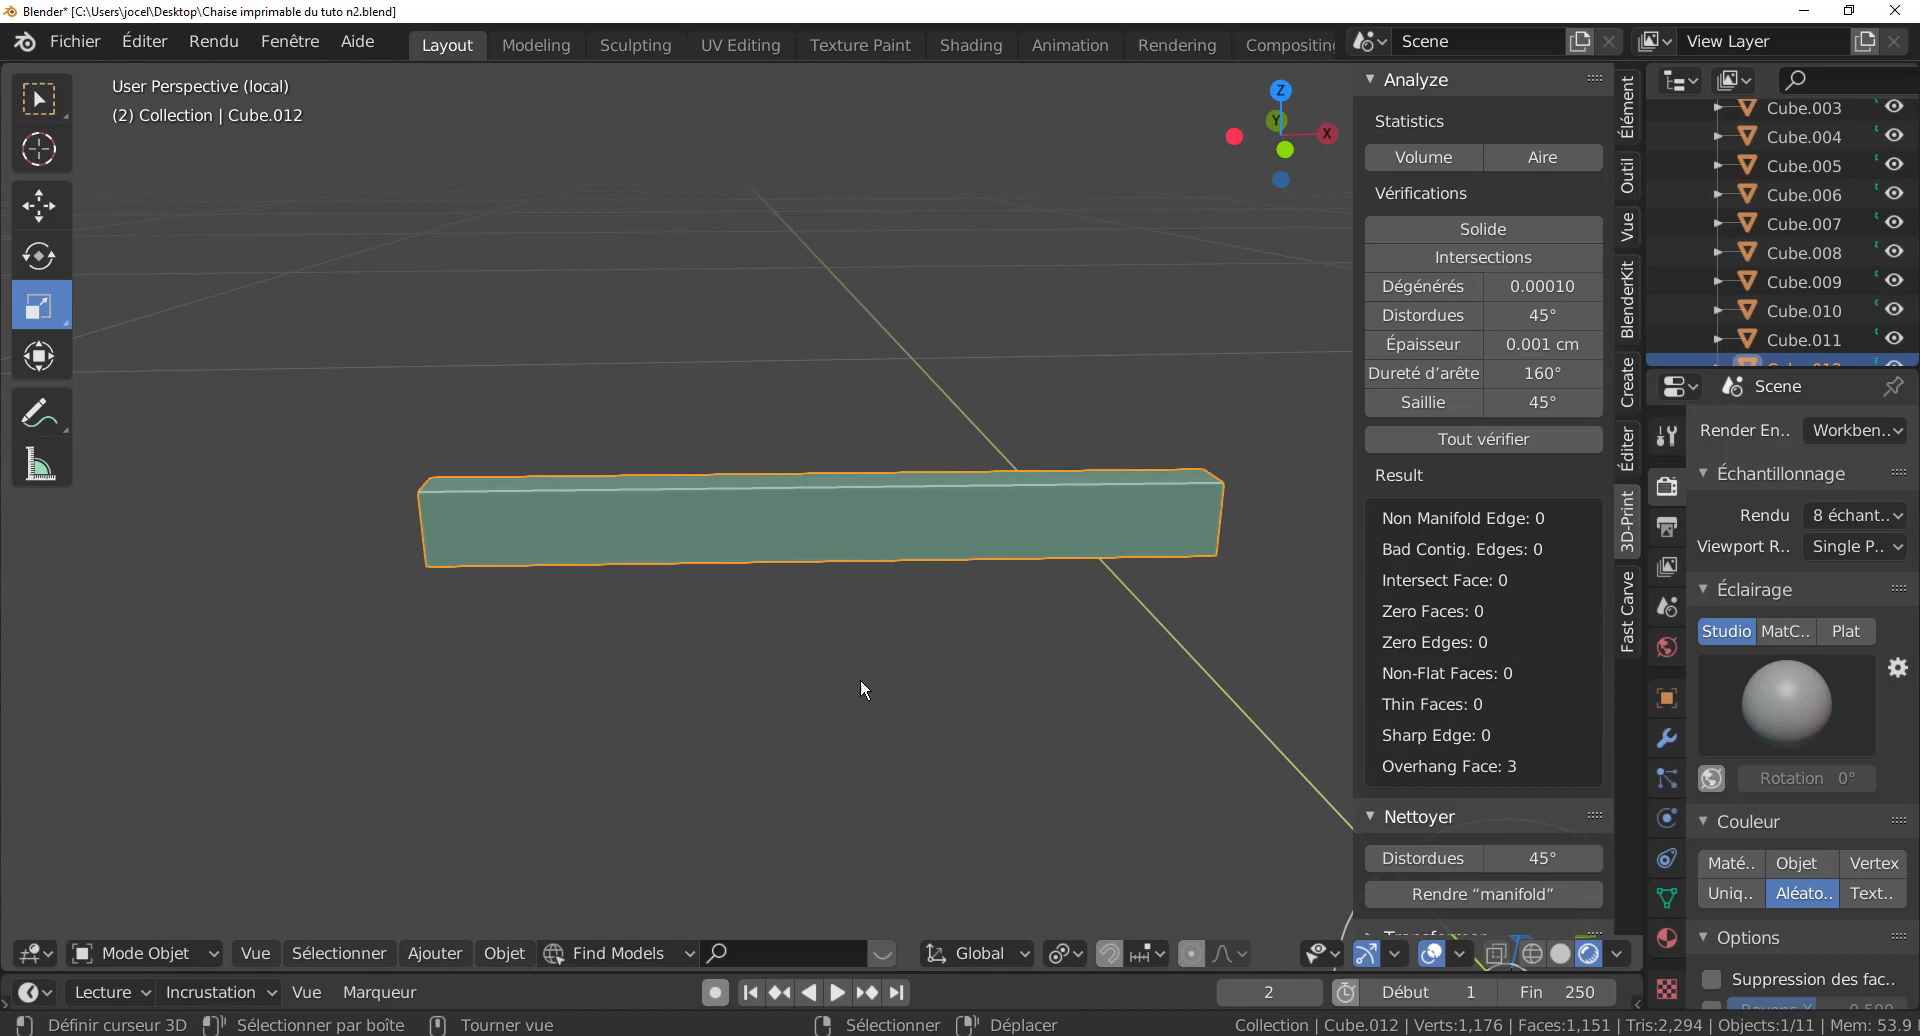 Blender* [C:\Users\jocel\Desktop\Chaise imprimable du tuto n2.blend]
Fichier Éditer Rendu Fenêtre Aide Layout Modeling Sculpting UV Editing Texture Paint Shading Animation Rendering Compositing Scene View Layer
User Perspective (local)
(2) Collection | Cube.012
Z
Y
X
Analyze
Statistics
Volume Aire
Vérifications
Solide
Intersections
Dégénérés 0.00010
Distordues 45°
Épaisseur 0.001 cm
Dureté d’arête 160°
Saillie 45°
Tout vérifier
Result
Non Manifold Edge: 0
Bad Contig. Edges: 0
Intersect Face: 0
Zero Faces: 0
Zero Edges: 0
Non-Flat Faces: 0
Thin Faces: 0
Sharp Edge: 0
Overhang Face: 3
Nettoyer
Distordues 45°
Rendre “manifold”
Transformer
Élément
Outil
Vue
BlenderKit
Create
Éditer
3D-Print
Fast Carve
Cube.003
Cube.004
Cube.005
Cube.006
Cube.007
Cube.008
Cube.009
Cube.010
Cube.011
Cube.012
Scene
Render En.. Workben..
Échantillonnage
Rendu 8 échant..
Viewport R.. Single P..
Éclairage
Studio MatC.. Plat
Rotation 0°
Couleur
Maté.. Objet Vertex
Uniq.. Aléato.. Text..
Options
Suppression des fac..
Mode Objet Vue Sélectionner Ajouter Objet Find Models Global
Lecture Incrustation Vue Marqueur 2 Début 1 Fin 250
Définir curseur 3D Sélectionner par boîte Tourner vue Sélectionner Déplacer Collection | Cube.012 | Verts:1,176 | Faces:1,151 | Tris:2,294 | Objects:1/11 | Mem: 53.9